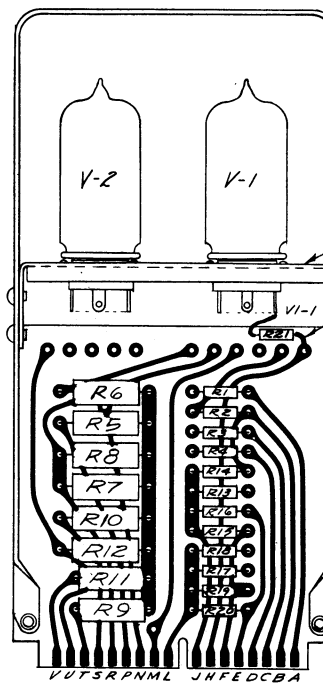 V-2 V-1
V1-1
R21
R6 R1
R5 R2
R3
R8 R4
R7 R14
R13
R10 R16
R12 R15
R18
R11 R17
R19
R9 R20
VUTSRPNML JHFEDCBA